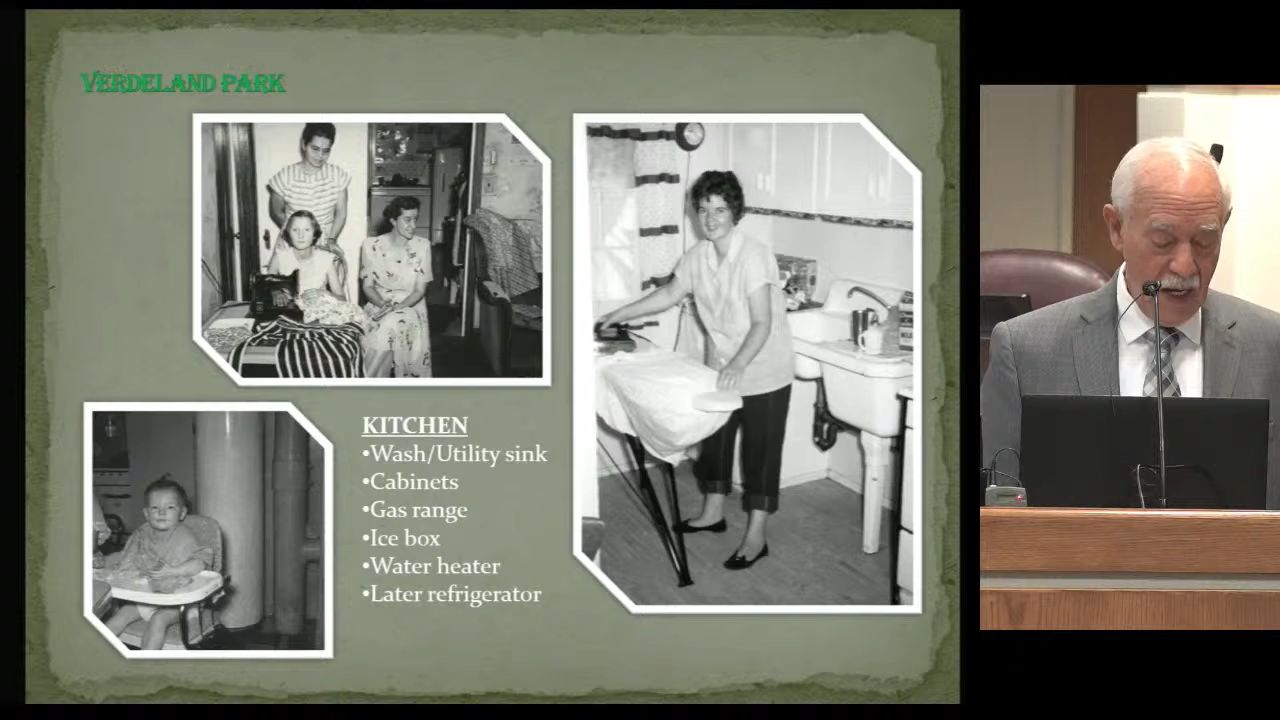 VERDELAND PARK
KITCHEN
•Wash/Utility sink
•Cabinets
•Gas range
•Ice box
•Water heater
•Later refrigerator